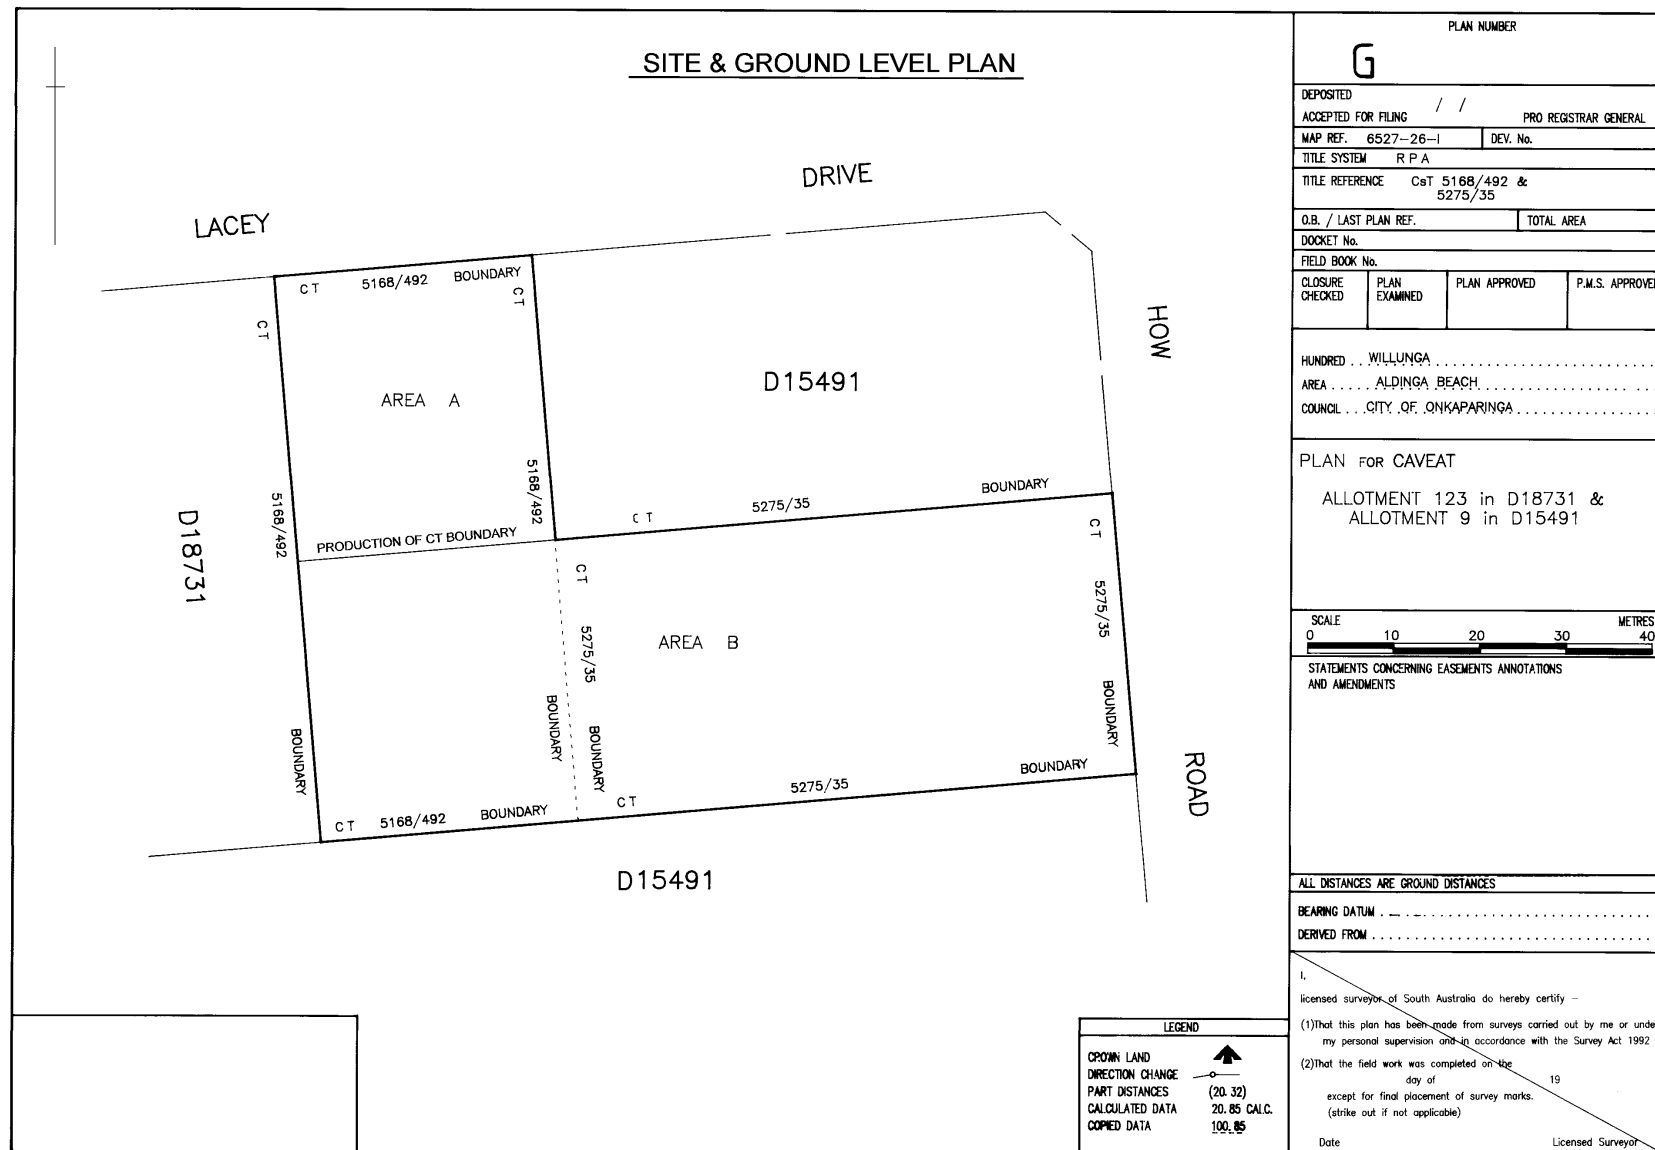 SITE & GROUND LEVEL PLAN
LACEY
DRIVE
HOW
ROAD
C T 5168/492 BOUNDARY
C T
C T
AREA A
D15491
5168/492
5168/492
PRODUCTION OF CT BOUNDARY
C T 5275/35 BOUNDARY
D18731
C T
C T
5275/35
AREA B
5275/35
BOUNDARY
BOUNDARY
BOUNDARY
BOUNDARY
C T 5168/492 BOUNDARY
C T 5275/35 BOUNDARY
D15491
PLAN NUMBER
G
DEPOSITED
/ /
ACCEPTED FOR FILING PRO REGISTRAR GENERAL
MAP REF. 6527-26-I DEV. No.
TITLE SYSTEM R P A
TITLE REFERENCE CsT 5168/492 &
5275/35
O.B. / LAST PLAN REF. TOTAL AREA
DOCKET No.
FIELD BOOK No.
CLOSURE CHECKED
PLAN EXAMINED
PLAN APPROVED
P.M.S. APPROVED
HUNDRED . . WILLUNGA
AREA . . . . . ALDINGA BEACH
COUNCIL . . . CITY OF ONKAPARINGA
PLAN FOR CAVEAT
ALLOTMENT 123 in D18731 &
ALLOTMENT 9 in D15491
SCALE METRES
0 10 20 30 40
STATEMENTS CONCERNING EASEMENTS ANNOTATIONS
AND AMENDMENTS
ALL DISTANCES ARE GROUND DISTANCES
BEARING DATUM
DERIVED FROM
I,
licensed surveyor of South Australia do hereby certify –
(1)That this plan has been made from surveys carried out by me or unde
my personal supervision and in accordance with the Survey Act 1992
(2)That the field work was completed on the
day of 19
except for final placement of survey marks.
(strike out if not applicable)
Date Licensed Surveyor
LEGEND
CROWN LAND
DIRECTION CHANGE
PART DISTANCES (20.32)
CALCULATED DATA 20.85 CALC.
COPIED DATA 100.85